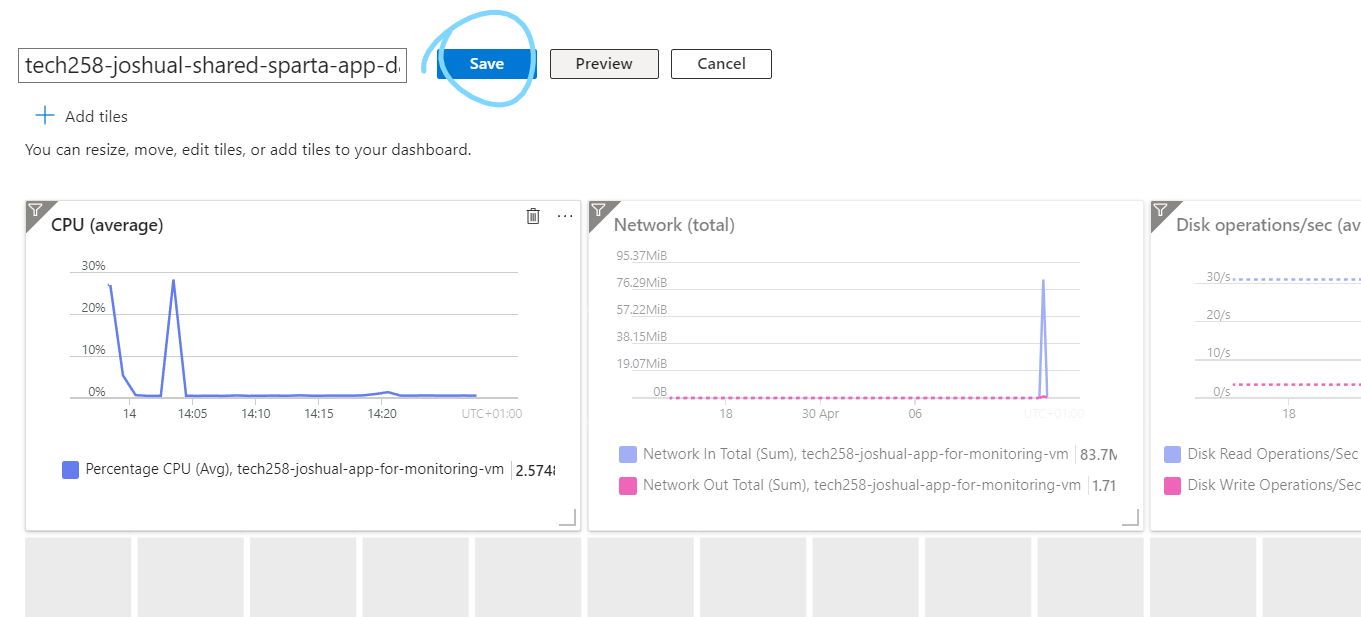 tech258-joshual-shared-sparta-app-da
Save
Preview
Cancel
Add tiles
You can resize, move, edit tiles, or add tiles to your dashboard.
CPU (average)
30%
20%
10%
0%
14
14:05
14:10
14:15
14:20
UTC+01:00
Percentage CPU (Avg), tech258-joshual-app-for-monitoring-vm
2.574
Network (total)
95.37MiB
76.29MiB
57.22MiB
38.15MiB
19.07MiB
0B
18
30 Apr
06
UTC+01:00
Network In Total (Sum), tech258-joshual-app-for-monitoring-vm
83.7M
Network Out Total (Sum), tech258-joshual-app-for-monitoring-vm
1.71
Disk operations/sec (av
30/s
20/s
10/s
0/s
18
Disk Read Operations/Sec
Disk Write Operations/Sec